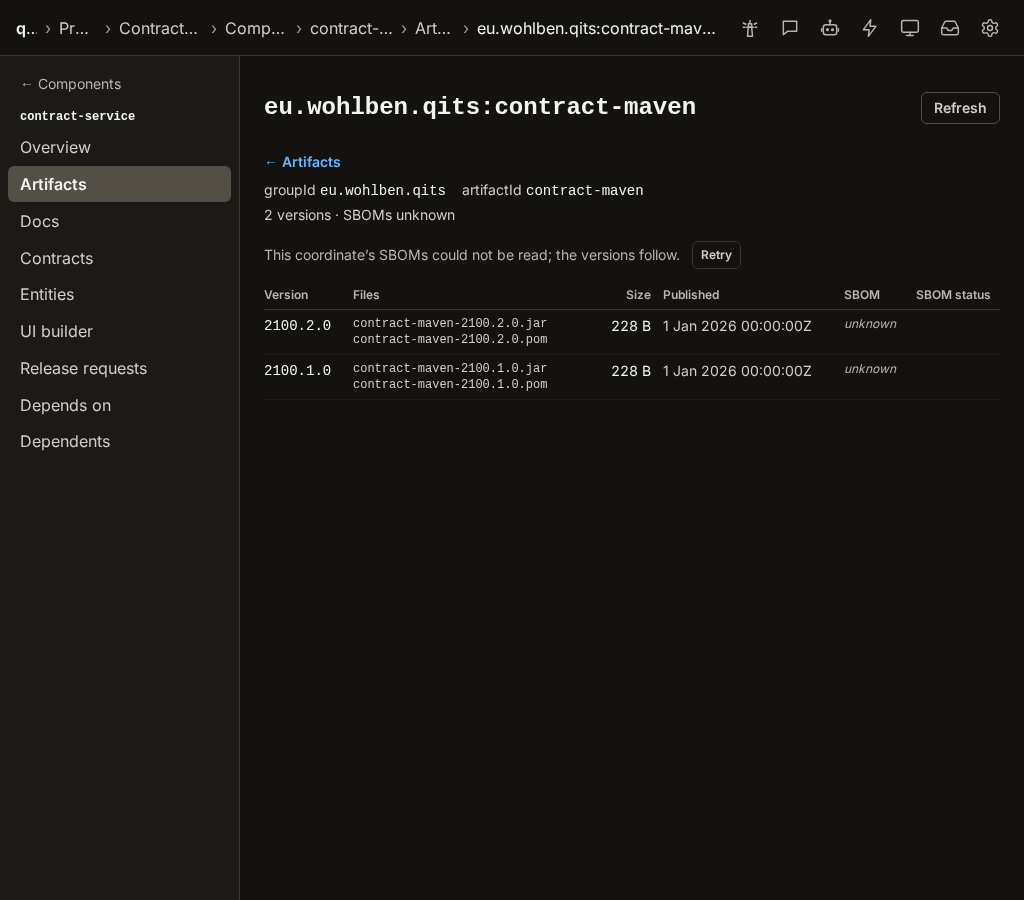 q... › Pr... › Contract... › Comp... › contract-... › Art... › eu.wohlben.qits:contract-mav...
← Components
contract-service
Overview
Artifacts
Docs
Contracts
Entities
UI builder
Release requests
Depends on
Dependents
eu.wohlben.qits:contract-maven
Refresh
← Artifacts
groupId eu.wohlben.qits artifactId contract-maven
2 versions · SBOMs unknown
This coordinate’s SBOMs could not be read; the versions follow. Retry
Version Files Size Published SBOM SBOM status
2100.2.0 contract-maven-2100.2.0.jar 228 B 1 Jan 2026 00:00:00Z unknown
contract-maven-2100.2.0.pom
2100.1.0 contract-maven-2100.1.0.jar 228 B 1 Jan 2026 00:00:00Z unknown
contract-maven-2100.1.0.pom